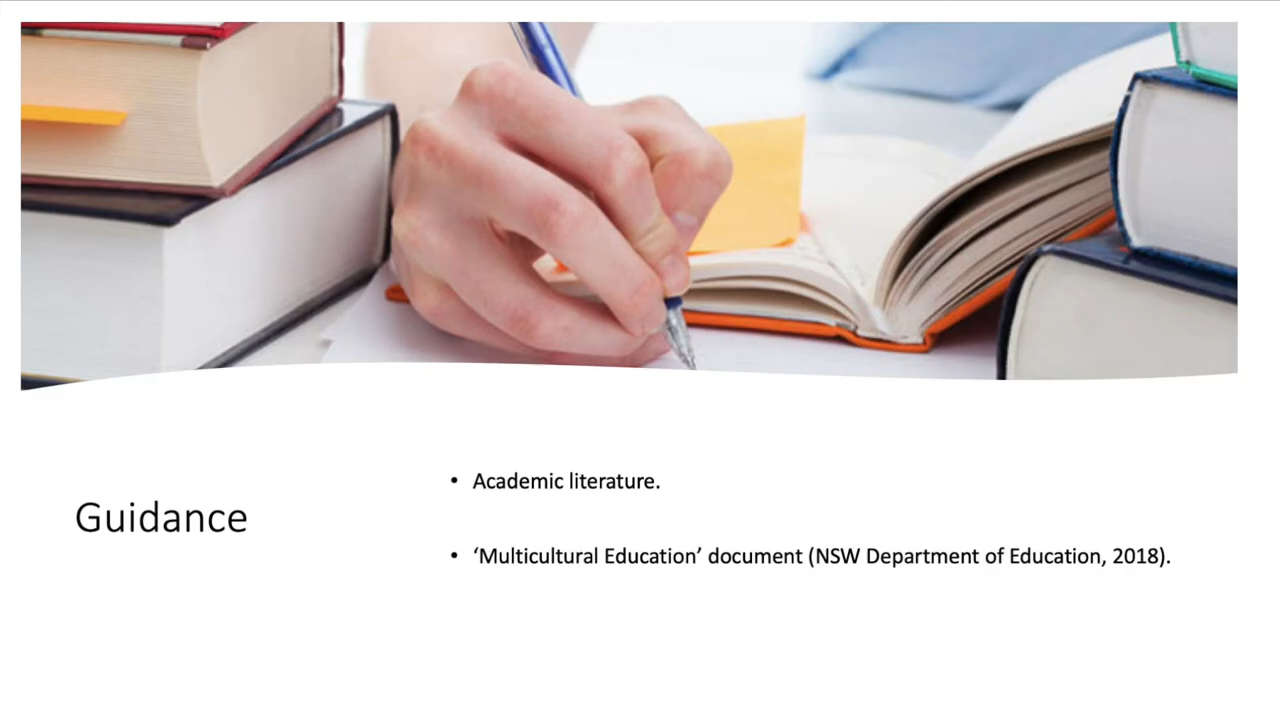 Guidance
• Academic literature.
• ‘Multicultural Education’ document (NSW Department of Education, 2018).